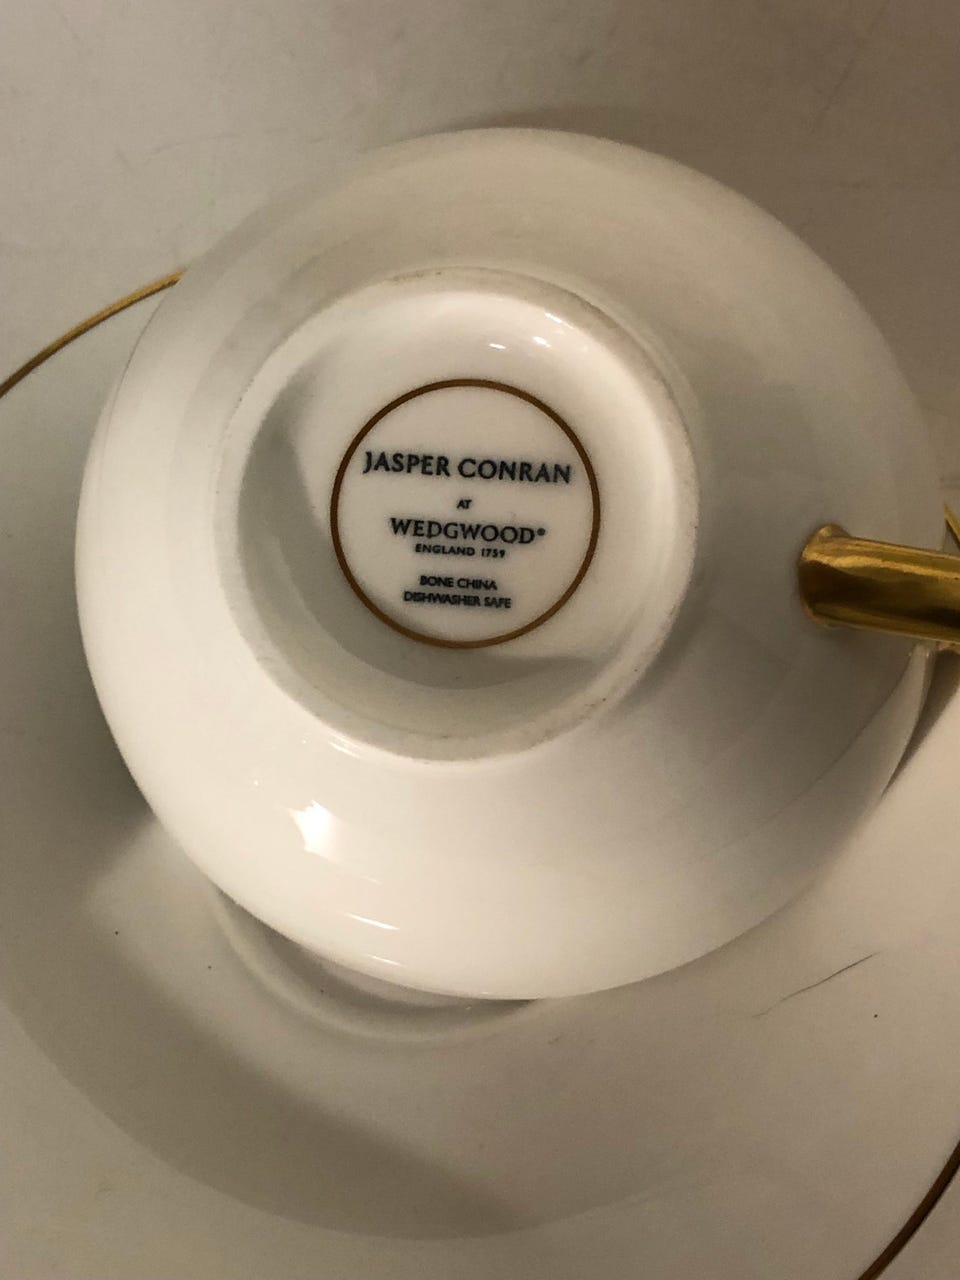 JASPER CONRAN
AT
WEDGWOOD®
ENGLAND 1759
BONE CHINA
DISHWASHER SAFE